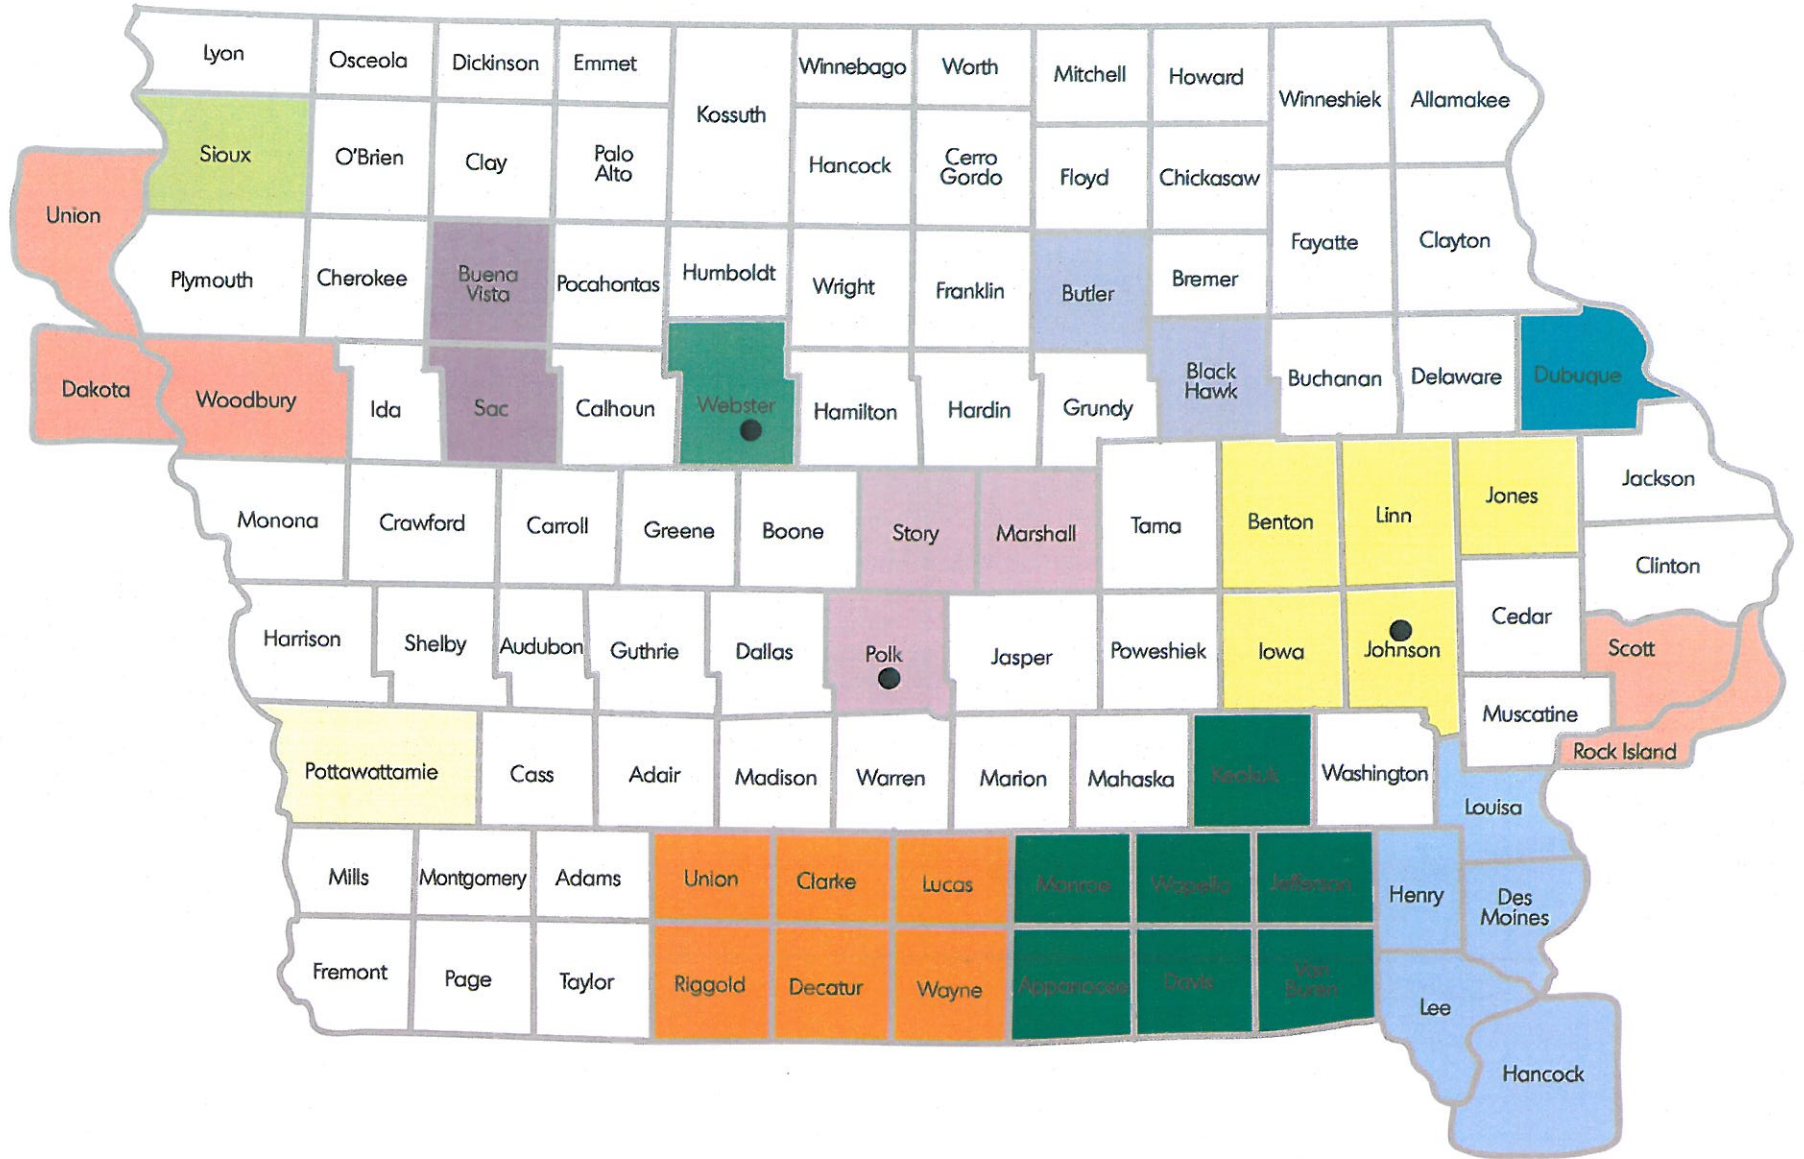 Lyon
Osceola
Dickinson
Emmet
Kossuth
Winnebago
Worth
Mitchell
Howard
Winneshiek
Allamakee
Sioux
O'Brien
Clay
Palo
Alto
Hancock
Cerro
Gordo
Floyd
Chickasaw
Union
Plymouth
Cherokee
Buena
Vista
Pocahontas
Humboldt
Wright
Franklin
Butler
Bremer
Fayatte
Clayton
Dakota
Woodbury
Ida
Sac
Calhoun
Webster
Hamilton
Hardin
Grundy
Black
Hawk
Buchanan
Delaware
Dubuque
Monona
Crawford
Carroll
Greene
Boone
Story
Marshall
Tama
Benton
Linn
Jones
Jackson
Clinton
Harrison
Shelby
Audubon
Guthrie
Dallas
Polk
Jasper
Poweshiek
Iowa
Johnson
Cedar
Scott
Muscatine
Rock Island
Pottawattamie
Cass
Adair
Madison
Warren
Marion
Mahaska
Keokuk
Washington
Louisa
Mills
Montgomery
Adams
Union
Clarke
Lucas
Monroe
Wapello
Jefferson
Henry
Des
Moines
Fremont
Page
Taylor
Riggold
Decatur
Wayne
Appanoose
Davis
Van
Buren
Lee
Hancock